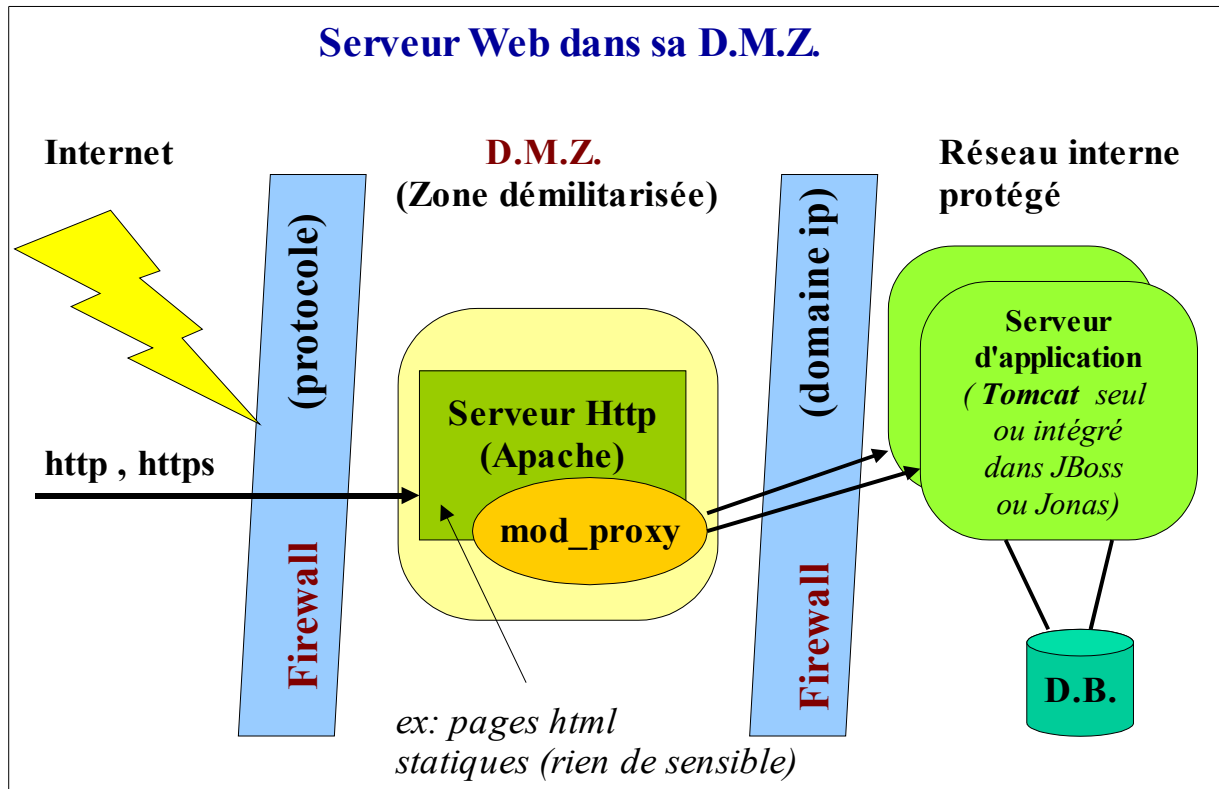 Serveur Web dans sa D.M.Z.
Internet
D.M.Z.
(Zone démilitarisée)
Réseau interne
protégé
Firewall (protocole)
http , https
Serveur Http
(Apache)
mod_proxy
ex: pages html
statiques (rien de sensible)
Firewall (domaine ip)
Serveur
d'application
( Tomcat seul
ou intégré
dans JBoss
ou Jonas)
D.B.